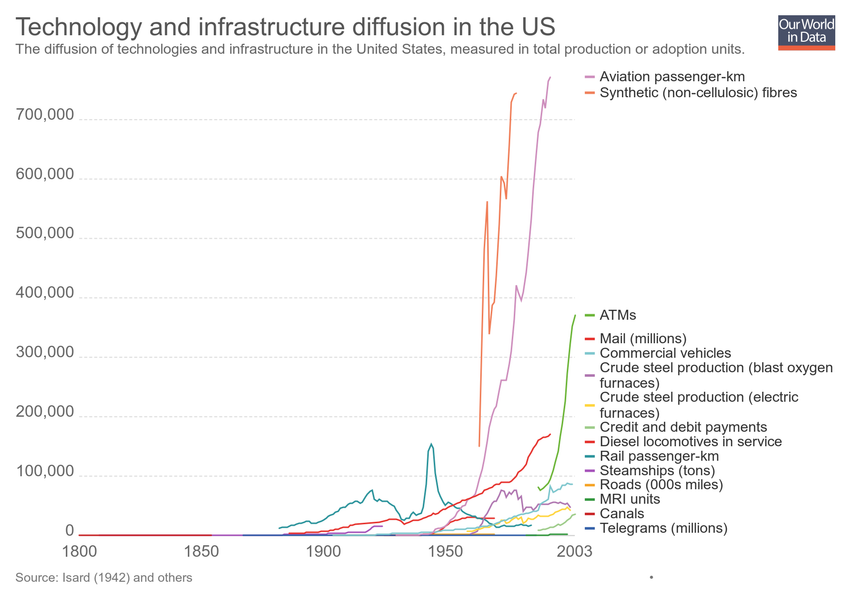 Technology and infrastructure diffusion in the US
The diffusion of technologies and infrastructure in the United States, measured in total production or adoption units.
Our World
in Data
700,000
600,000
500,000
400,000
300,000
200,000
100,000
0
1800
1850
1900
1950
2003
Aviation passenger-km
Synthetic (non-cellulosic) fibres
ATMs
Mail (millions)
Commercial vehicles
Crude steel production (blast oxygen
furnaces)
Crude steel production (electric
furnaces)
Credit and debit payments
Diesel locomotives in service
Rail passenger-km
Steamships (tons)
Roads (000s miles)
MRI units
Canals
Telegrams (millions)
Source: Isard (1942) and others